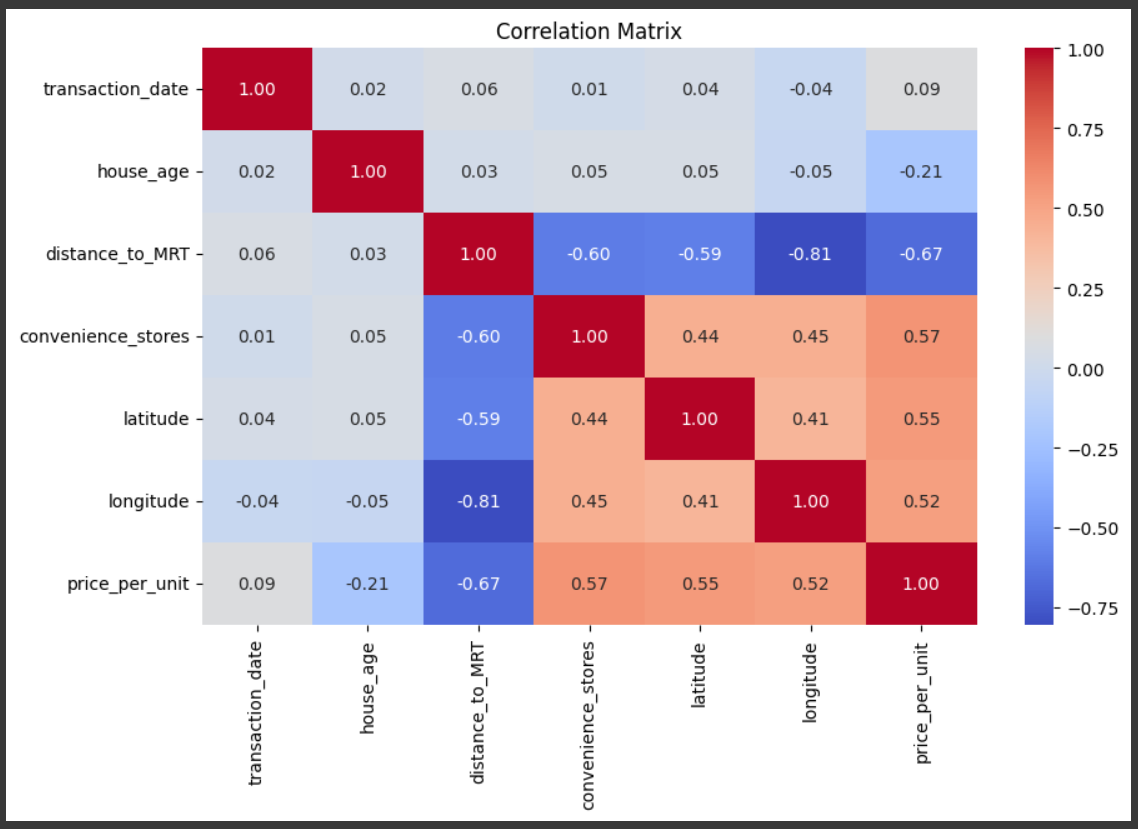 Correlation Matrix
transaction_date 1.00 0.02 0.06 0.01 0.04 -0.04 0.09
house_age 0.02 1.00 0.03 0.05 0.05 -0.05 -0.21
distance_to_MRT 0.06 0.03 1.00 -0.60 -0.59 -0.81 -0.67
convenience_stores 0.01 0.05 -0.60 1.00 0.44 0.45 0.57
latitude 0.04 0.05 -0.59 0.44 1.00 0.41 0.55
longitude -0.04 -0.05 -0.81 0.45 0.41 1.00 0.52
price_per_unit 0.09 -0.21 -0.67 0.57 0.55 0.52 1.00
transaction_date
house_age
distance_to_MRT
convenience_stores
latitude
longitude
price_per_unit
1.00
0.75
0.50
0.25
0.00
−0.25
−0.50
−0.75